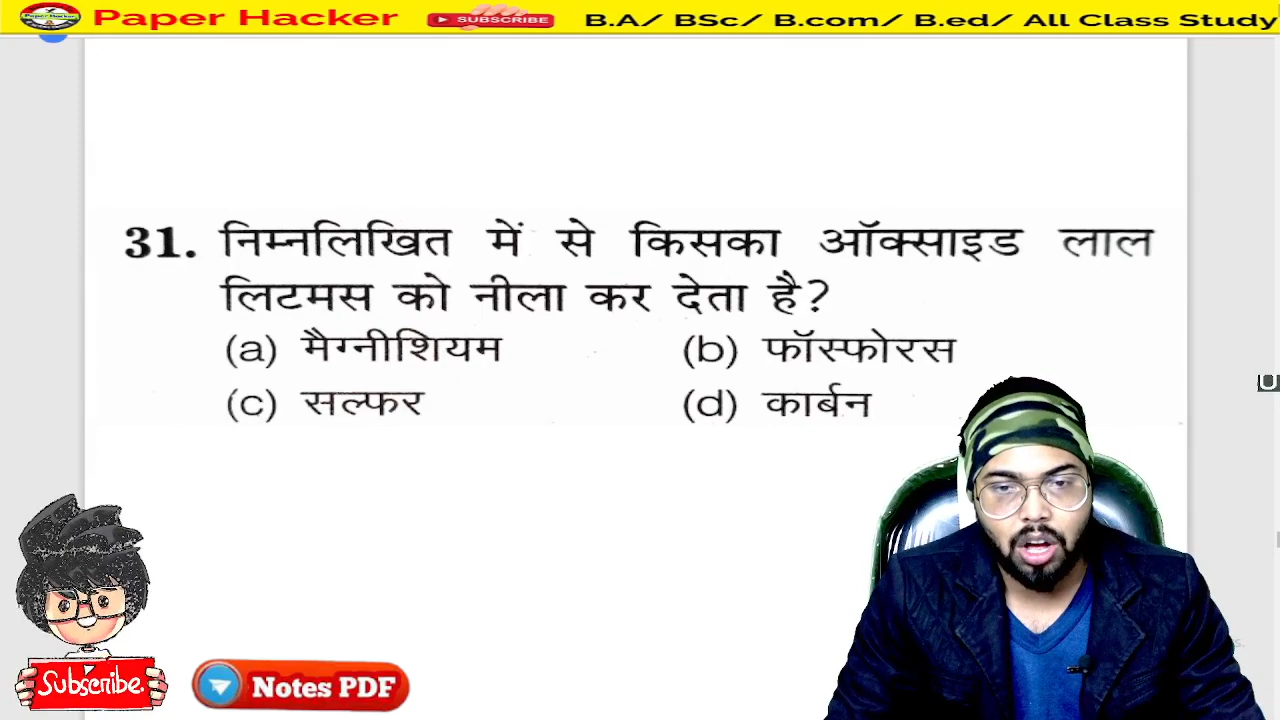 Paper Hacker
SUBSCRIBE
B.A/ BSc/ B.com/ B.ed/ All Class Study
31. निम्नलिखित में से किसका ऑक्साइड लाल
लिटमस को नीला कर देता है?
(a) मैग्नीशियम (b) फॉस्फोरस
(c) सल्फर (d) कार्बन
U
Subscribe
Notes PDF